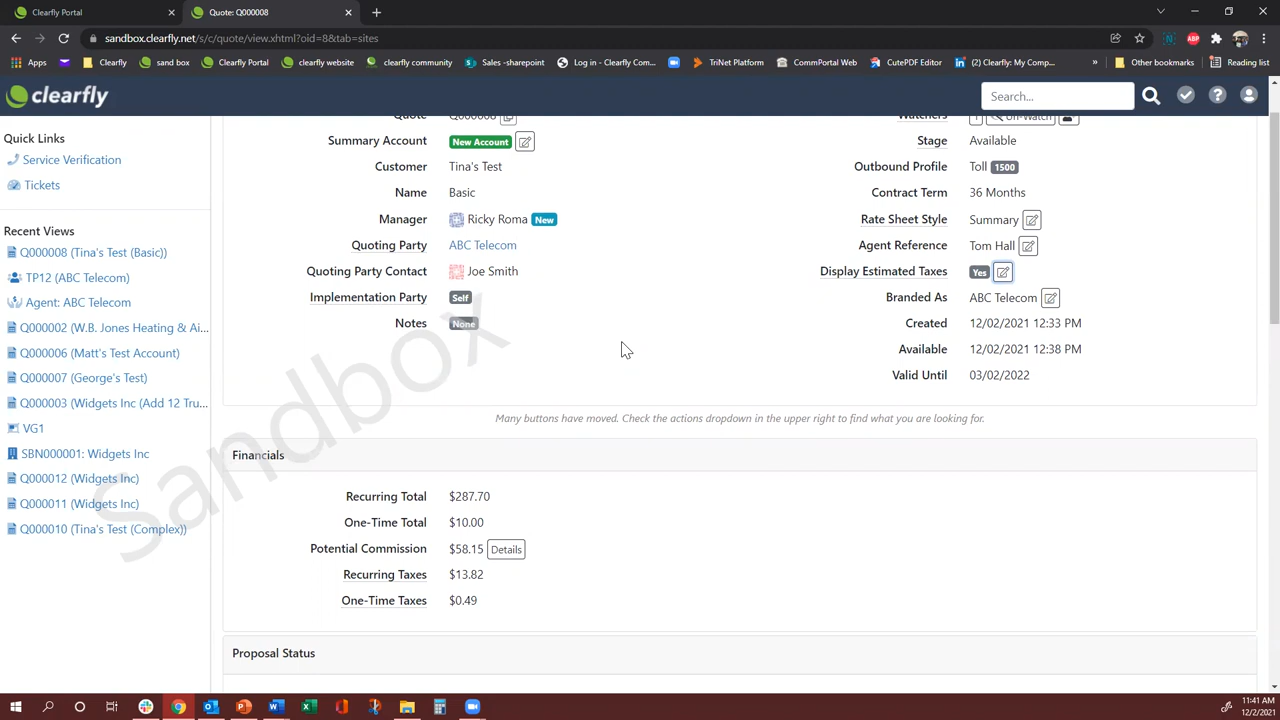 Clearfly Portal
Quote: Q000008
sandbox.clearfly.net/s/c/quote/view.xhtml?oid=8&tab=sites
Apps
Clearfly
sand box
Clearfly Portal
clearfly website
clearfly community
Sales -sharepoint
Log in - Clearfly Com...
TriNet Platform
CommPortal Web
CutePDF Editor
(2) Clearfly: My Comp...
»
Other bookmarks
Reading list
ABP
clearfly
Search...
Quick Links
Service Verification
Tickets
Recent Views
Q000008 (Tina's Test (Basic))
TP12 (ABC Telecom)
Agent: ABC Telecom
Q000002 (W.B. Jones Heating & Ai...
Q000006 (Matt's Test Account)
Q000007 (George's Test)
Q000003 (Widgets Inc (Add 12 Tru...
VG1
SBN000001: Widgets Inc
Q000012 (Widgets Inc)
Q000011 (Widgets Inc)
Q000010 (Tina's Test (Complex))
Quote Q000008
Summary Account New Account
Customer Tina's Test
Name Basic
Manager Ricky Roma New
Quoting Party ABC Telecom
Quoting Party Contact Joe Smith
Implementation Party Self
Notes None
Watchers 1 Un-Watch
Stage Available
Outbound Profile Toll 1500
Contract Term 36 Months
Rate Sheet Style Summary
Agent Reference Tom Hall
Display Estimated Taxes Yes
Branded As ABC Telecom
Created 12/02/2021 12:33 PM
Available 12/02/2021 12:38 PM
Valid Until 03/02/2022
Sandbox
Many buttons have moved. Check the actions dropdown in the upper right to find what you are looking for.
Financials
Recurring Total $287.70
One-Time Total $10.00
Potential Commission $58.15 Details
Recurring Taxes $13.82
One-Time Taxes $0.49
Proposal Status
11:41 AM
12/2/2021